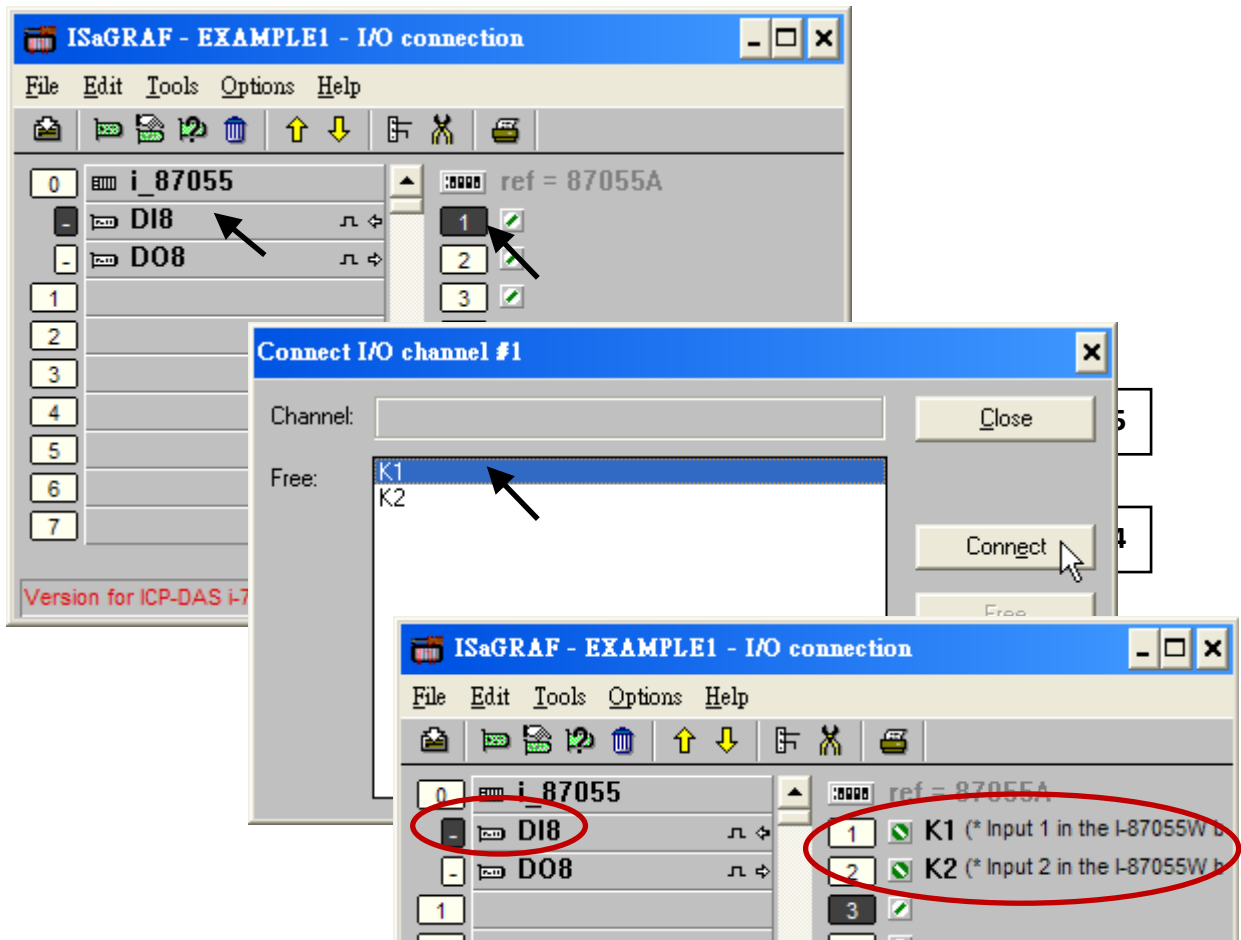 ISaGRAF - EXAMPLE1 - I/O connection
File Edit Tools Options Help
0 i_87055
- DI8
- DO8
1
2
3
4
5
6
7
ref = 87055A
1
2
3
Version for ICP-DAS i-7
Connect I/O channel #1
Channel:
Close
Free:
K1
K2
Connect
Free
5
4
ISaGRAF - EXAMPLE1 - I/O connection
File Edit Tools Options Help
0 i_87055
- DI8
- DO8
1
ref = 87055A
1 K1 (* Input 1 in the I-87055W b
2 K2 (* Input 2 in the I-87055W b
3